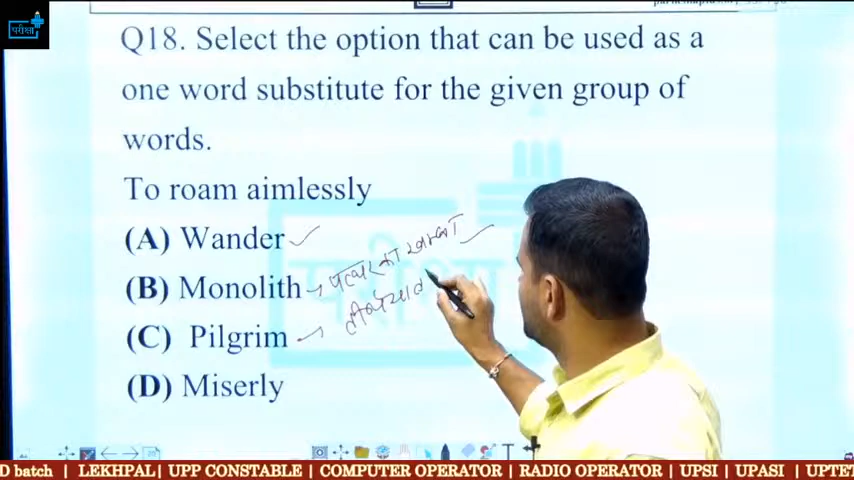 परीक्षा
Q18. Select the option that can be used as a
one word substitute for the given group of
words.
To roam aimlessly
(A) Wander
(B) Monolith पत्थर का खम्भा
(C) Pilgrim
(D) Miserly
D batch | LEKHPAL| UPP CONSTABLE | COMPUTER OPERATOR | RADIO OPERATOR | UPSI | UPASI | UPTET